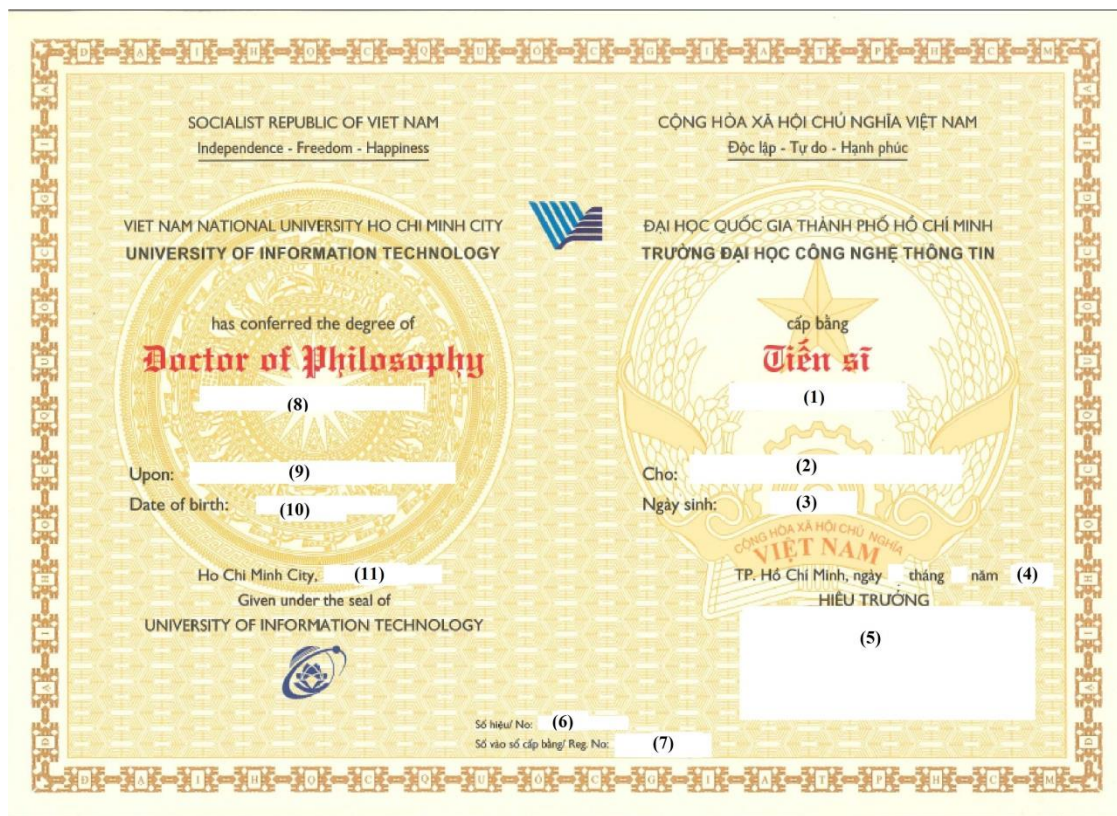 Đ A I H O C Q U Ố C G I A T P H C M
SOCIALIST REPUBLIC OF VIET NAM
Independence - Freedom - Happiness
VIET NAM NATIONAL UNIVERSITY HO CHI MINH CITY
UNIVERSITY OF INFORMATION TECHNOLOGY
has conferred the degree of
Doctor of Philosophy
(8)
Upon: (9)
Date of birth: (10)
Ho Chi Minh City, (11)
Given under the seal of
UNIVERSITY OF INFORMATION TECHNOLOGY
CỘNG HÒA XÃ HỘI CHỦ NGHĨA VIỆT NAM
Độc lập - Tự do - Hạnh phúc
ĐẠI HỌC QUỐC GIA THÀNH PHỐ HỒ CHÍ MINH
TRƯỜNG ĐẠI HỌC CÔNG NGHỆ THÔNG TIN
cấp bằng
Tiến sĩ
(1)
Cho: (2)
Ngày sinh: (3)
CỘNG HÒA XÃ HỘI CHỦ NGHĨA
VIỆT NAM
TP. Hồ Chí Minh, ngày tháng năm (4)
HIỆU TRƯỞNG
(5)
Số hiệu/ No: (6)
Số vào sổ cấp bằng/ Reg. No: (7)
Đ A I H O C Q U Ố C G I A T P H C M